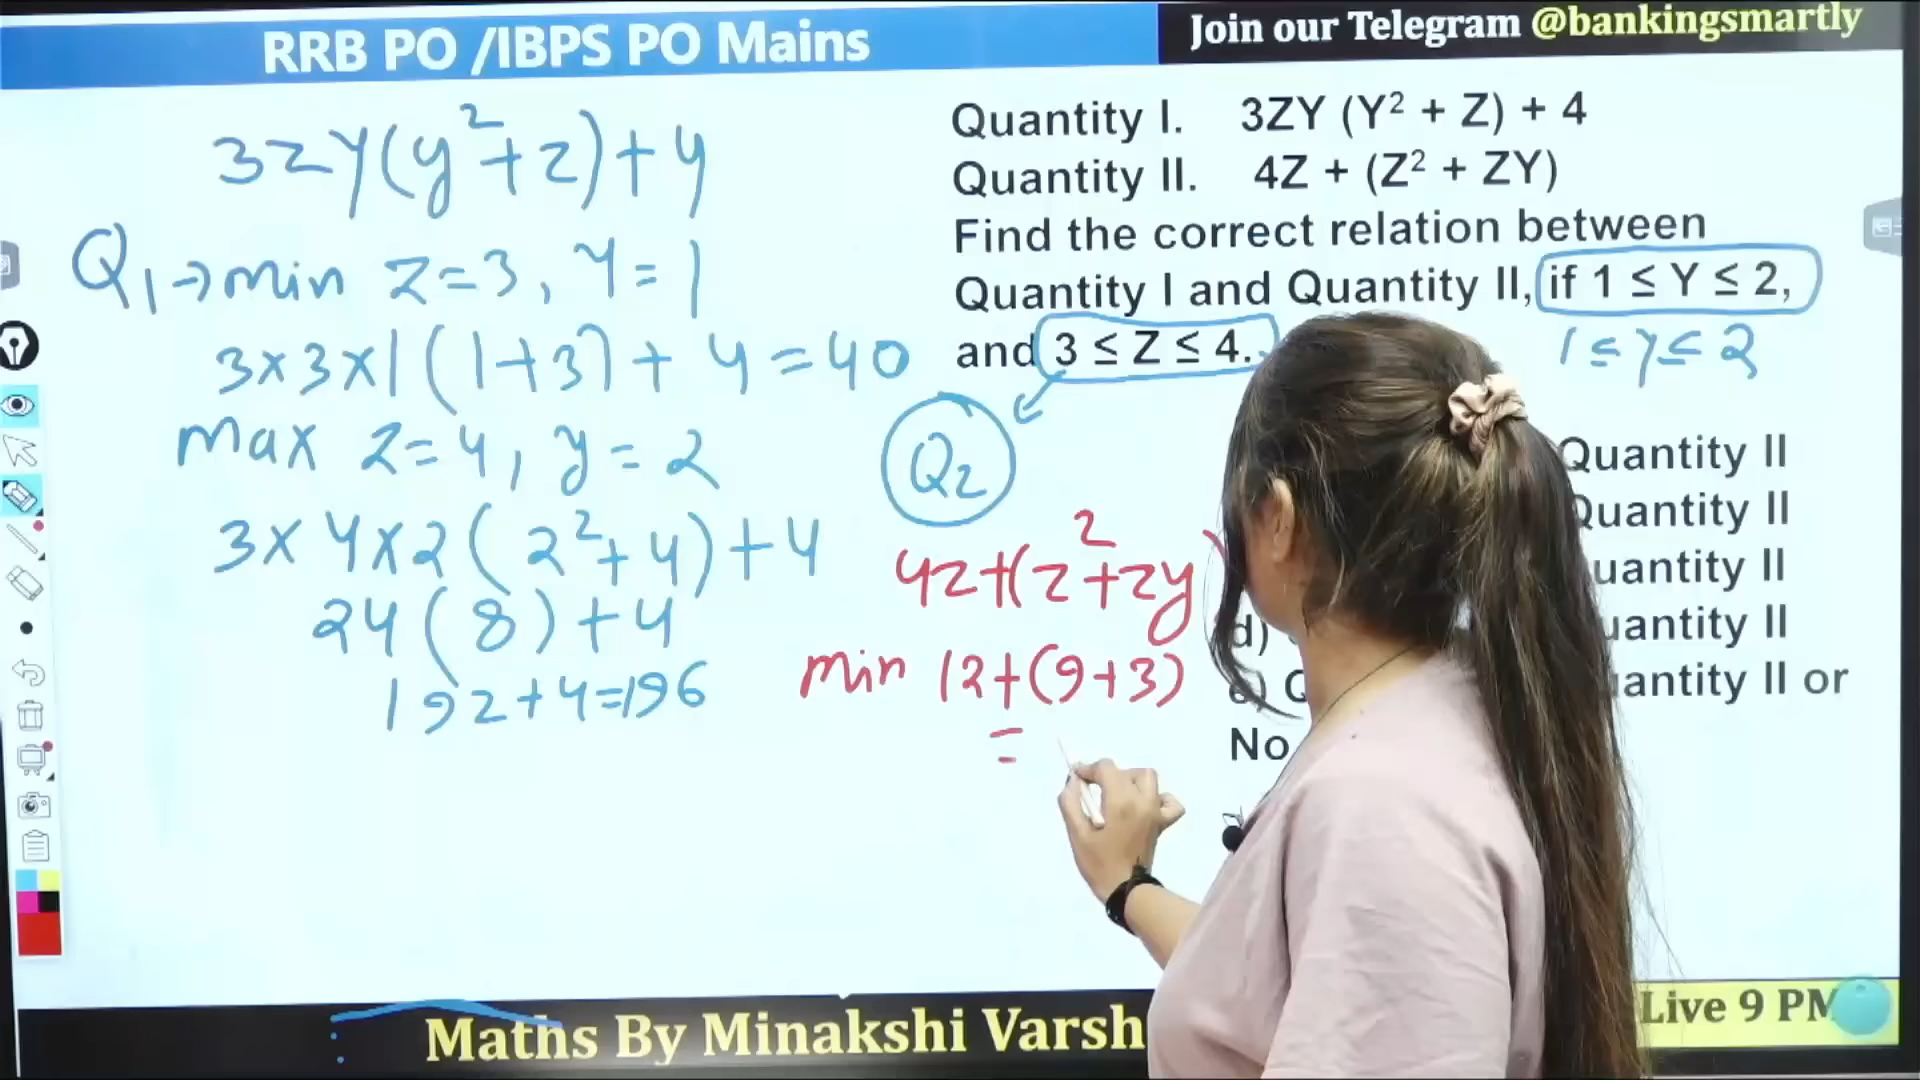 RRB PO /IBPS PO Mains
Join our Telegram @bankingsmartly
3zy(y²+z)+4
Q₁→min z=3, y=1
3×3×1(1+3)+4=40
max z=4, y=2
3×4×2(2²+4)+4
24(8)+4
192+4=196
Quantity I. 3ZY (Y² + Z) + 4
Quantity II. 4Z + (Z² + ZY)
Find the correct relation between
Quantity I and Quantity II, if 1 ≤ Y ≤ 2,
and 3 ≤ Z ≤ 4.
1≤y≤2
Q₂
4z+(z²+zy)
min 12+(9+3)
=
Quantity II
Quantity II
uantity II
d) uantity II
e) Q uantity II or
No
Maths By Minakshi Varsh
Live 9 PM